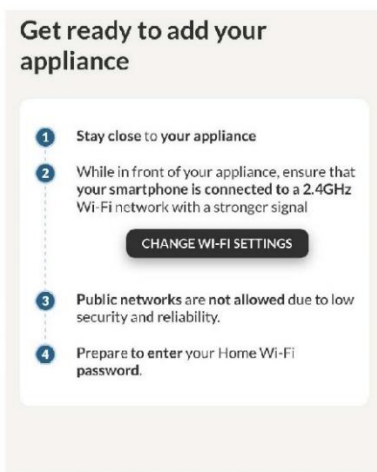 Get ready to add your
appliance
1 Stay close to your appliance
2 While in front of your appliance, ensure that
your smartphone is connected to a 2.4GHz
Wi-Fi network with a stronger signal
CHANGE WI-FI SETTINGS
3 Public networks are not allowed due to low
security and reliability.
4 Prepare to enter your Home Wi-Fi
password.